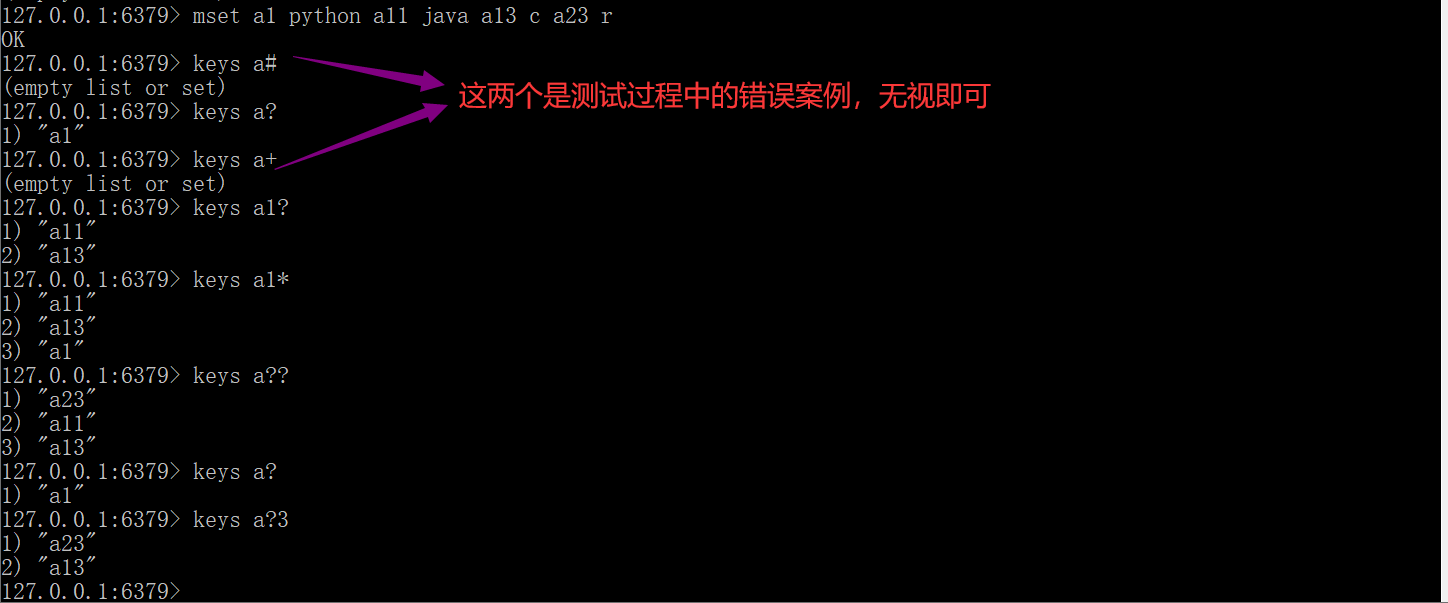 127.0.0.1:6379> mset a1 python a11 java a13 c a23 r
OK
127.0.0.1:6379> keys a#
(empty list or set)
这两个是测试过程中的错误案例，无视即可
127.0.0.1:6379> keys a?
1) "a1"
127.0.0.1:6379> keys a+
(empty list or set)
127.0.0.1:6379> keys a1?
1) "a11"
2) "a13"
127.0.0.1:6379> keys a1*
1) "a11"
2) "a13"
3) "a1"
127.0.0.1:6379> keys a??
1) "a23"
2) "a11"
3) "a13"
127.0.0.1:6379> keys a?
1) "a1"
127.0.0.1:6379> keys a?3
1) "a23"
2) "a13"
127.0.0.1:6379>